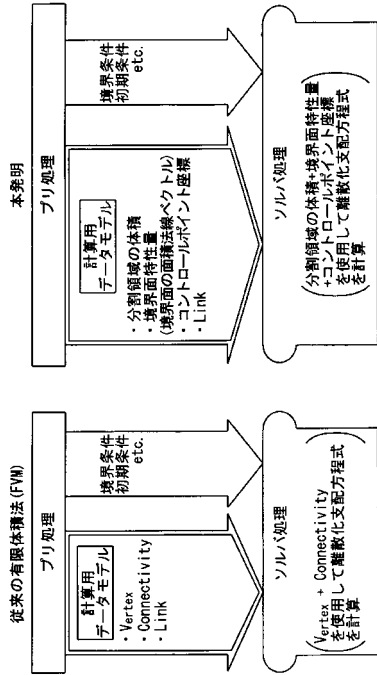 従来の有限体積法(FVM)
プリ処理
計算用
データモデル
・Vertex
・Connectivity
・Link
境界条件
初期条件
etc.
ソルバ処理
Vertex + Connectivity
を使用して離散化支配方程式
を計算
本発明
プリ処理
計算用
データモデル
・分割領域の体積
・境界面特性量
(境界面の面積法線ベクトル)
・コントロールポイント座標
・Link
境界条件
初期条件
etc.
ソルバ処理
分割領域の体積+境界面特性量
+コントロールポイント座標
を使用して離散化支配方程式
を計算